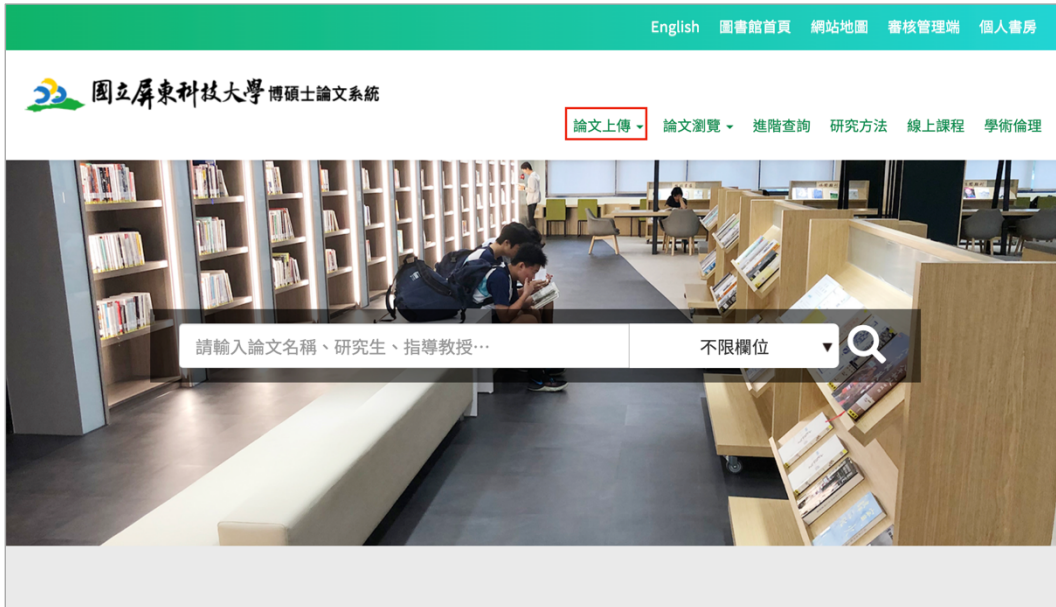 English 圖書館首頁 網站地圖 審核管理端 個人書房
國立屏東科技大學 博碩士論文系統
論文上傳 論文瀏覽 進階查詢 研究方法 線上課程 學術倫理
請輸入論文名稱、研究生、指導教授⋯ 不限欄位